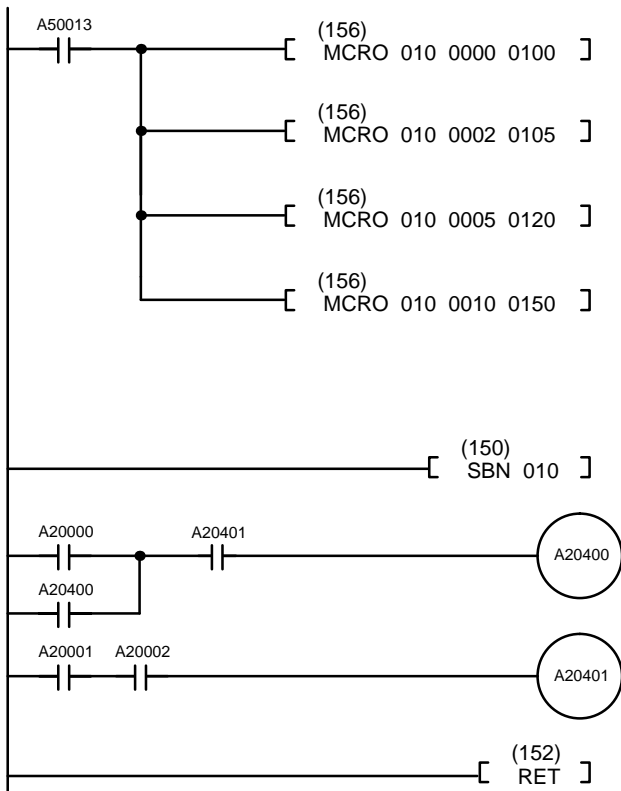 A50013
(156)
MCRO 010 0000 0100
(156)
MCRO 010 0002 0105
(156)
MCRO 010 0005 0120
(156)
MCRO 010 0010 0150
(150)
SBN 010
A20000
A20401
A20400
A20400
A20001
A20002
A20401
(152)
RET